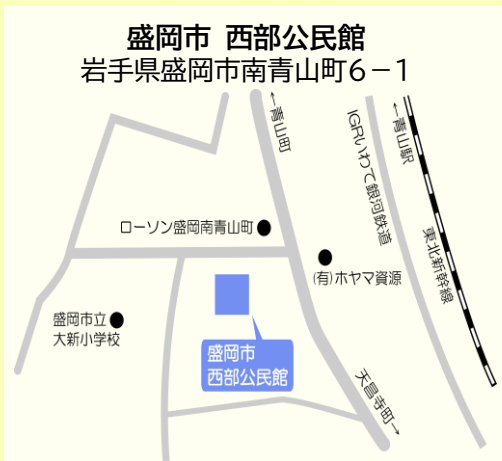 盛岡市 西部公民館
岩手県盛岡市南青山町6－1
←青山町
IGRいわて銀河鉄道
←青山駅
東北新幹線
ローソン盛岡南青山町
(有)ホヤマ資源
盛岡市立
大新小学校
盛岡市
西部公民館
天昌寺町→